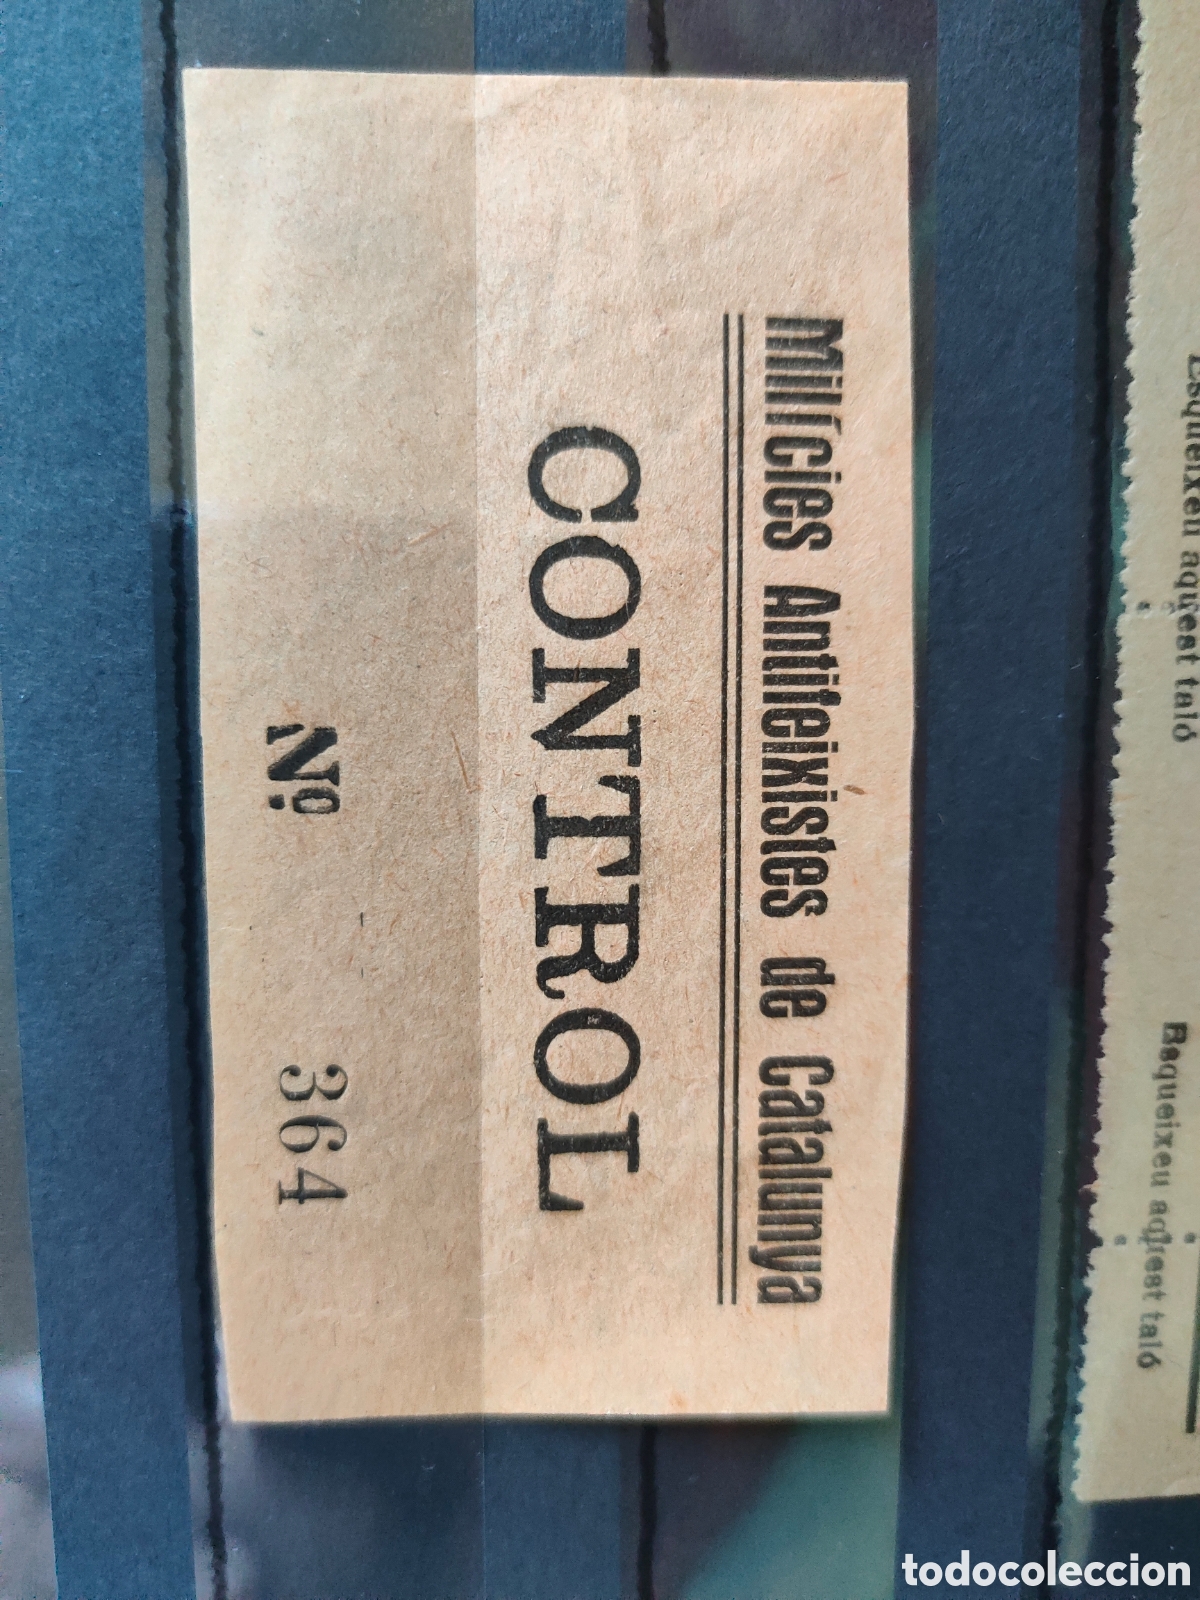 Milícies Antifeixistes de Catalunya
CONTROL
Nº 364
Esqueixeu aquest taló
Esqueixeu aquest taló
todocoleccion